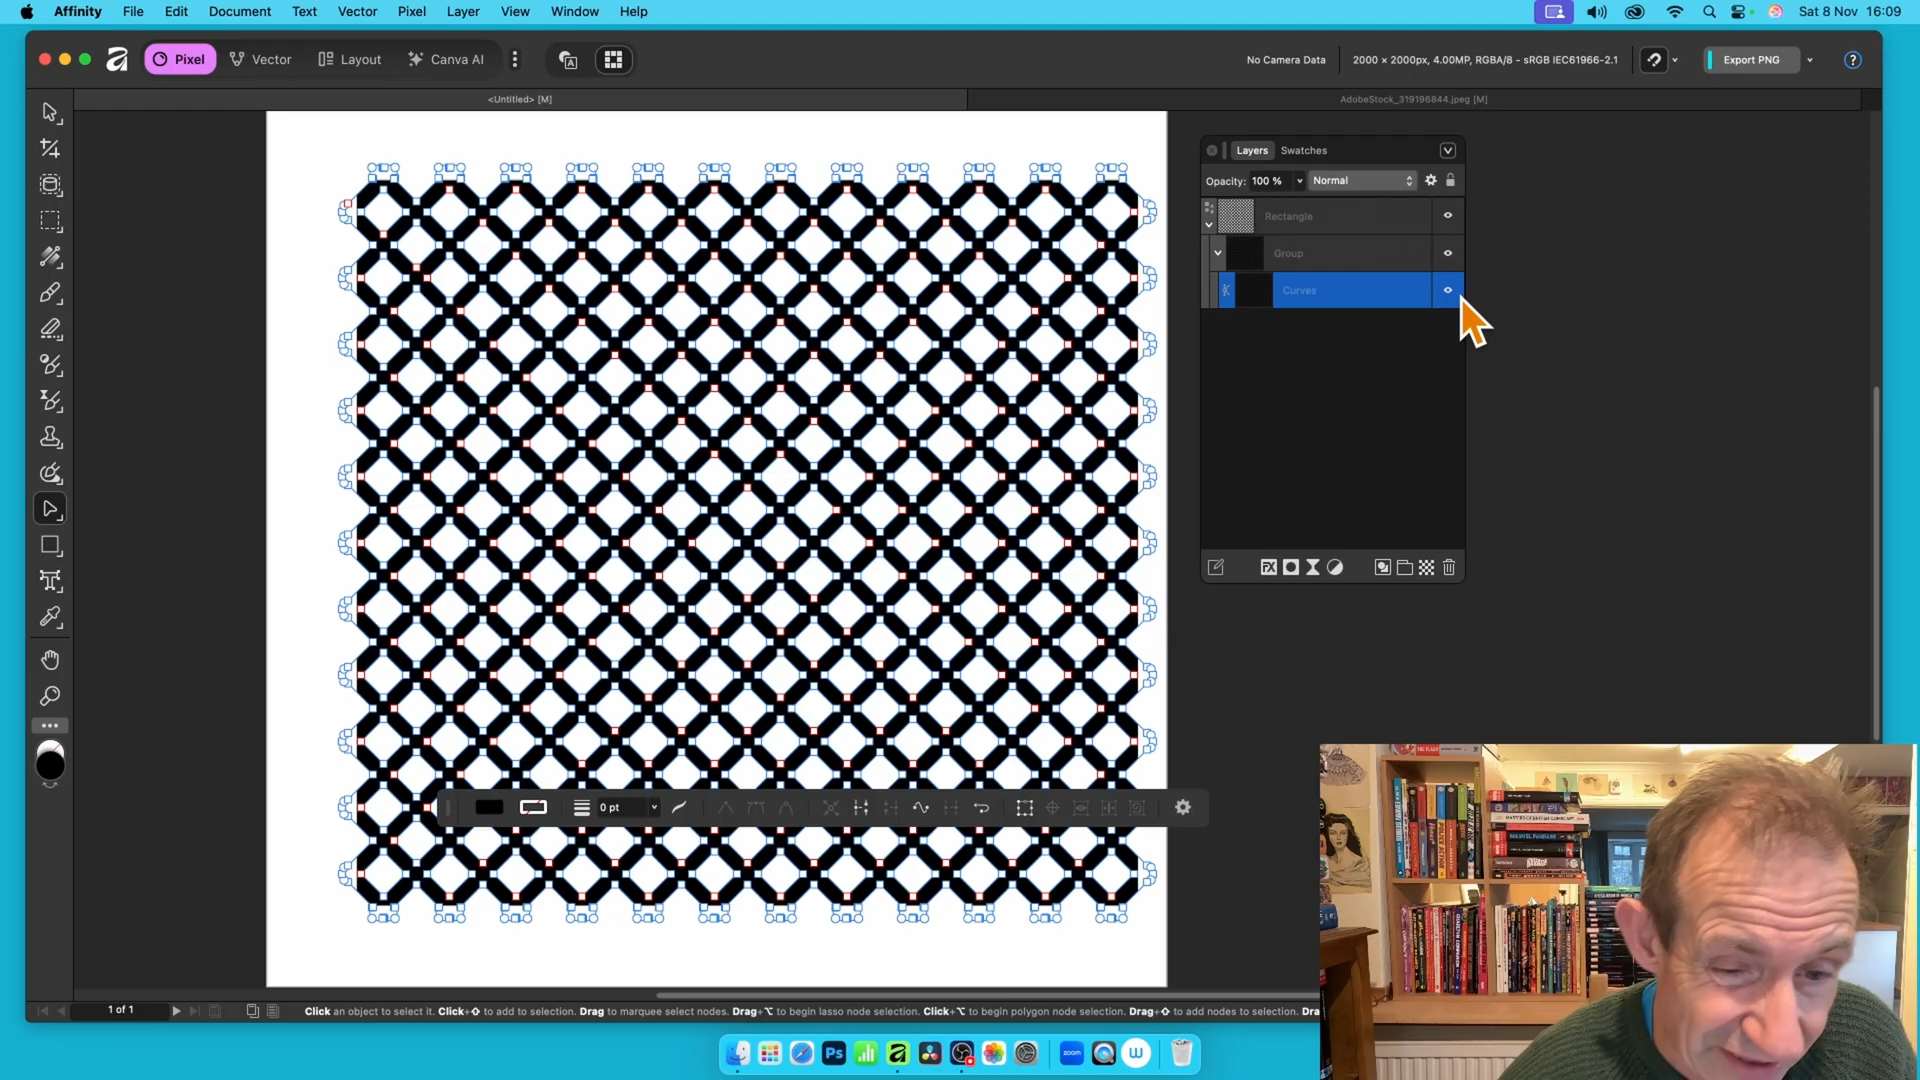 Affinity File Edit Document Text Vector Pixel Layer View Window Help Sat 8 Nov 16:09
Pixel Vector Layout Canva AI No Camera Data 2000 × 2000px, 4.00MP, RGBA/8 - sRGB IEC61966-2.1 Export PNG ?
<Untitled> [M] AdobeStock_319196844.jpeg [M]
Layers Swatches
Opacity: 100 % Normal
Rectangle
Group
Curves
FX
0 pt
1 of 1 Click an object to select it. Click+⇧ to add to selection. Drag to marquee select nodes. Drag+⌥ to begin lasso node selection. Click+⌥ to begin polygon node selection. Drag+⇧ to add nodes to selection. Dra
Ps zoom W